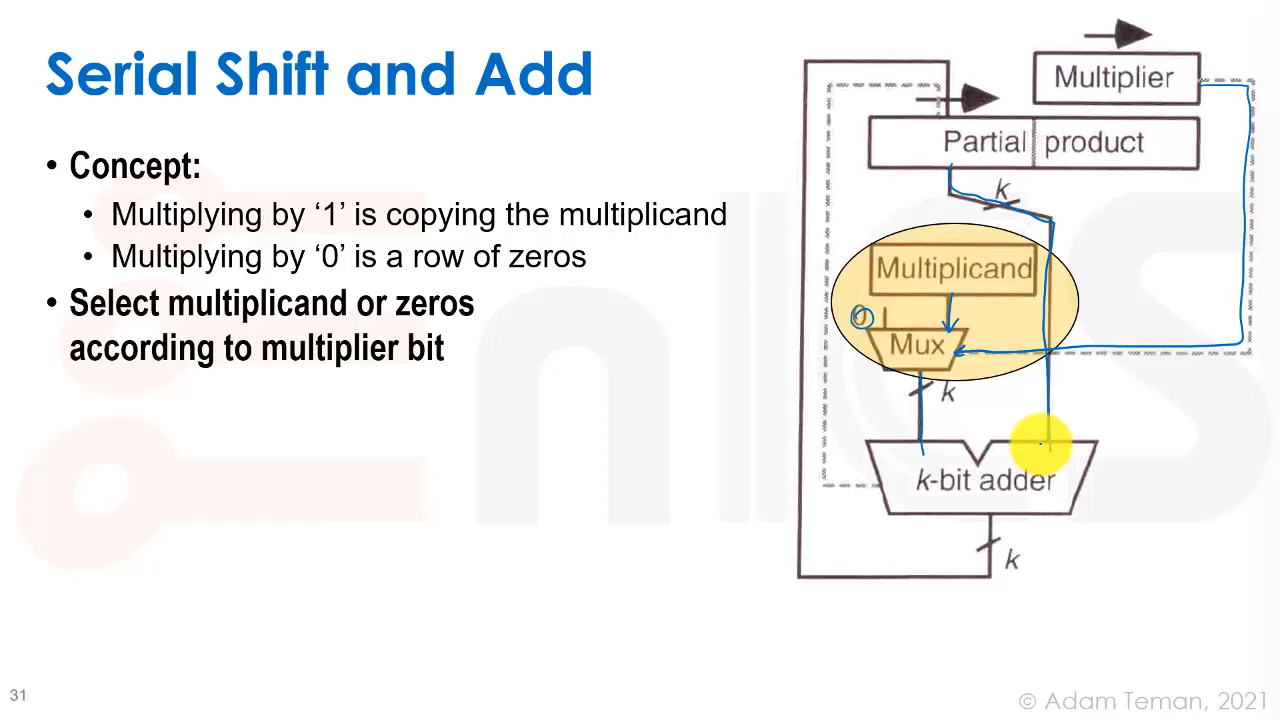 Serial Shift and Add
• Concept:
• Multiplying by ‘1’ is copying the multiplicand
• Multiplying by ‘0’ is a row of zeros
• Select multiplicand or zeros
according to multiplier bit
Multiplier
Partial product
k
Multiplicand
0
Mux
k
k-bit adder
k
31
© Adam Teman, 2021